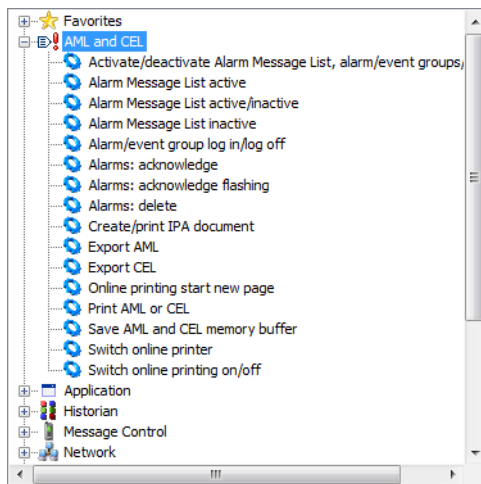 Favorites
AML and CEL
Activate/deactivate Alarm Message List, alarm/event groups,
Alarm Message List active
Alarm Message List active/inactive
Alarm Message List inactive
Alarm/event group log in/log off
Alarms: acknowledge
Alarms: acknowledge flashing
Alarms: delete
Create/print IPA document
Export AML
Export CEL
Online printing start new page
Print AML or CEL
Save AML and CEL memory buffer
Switch online printer
Switch online printing on/off
Application
Historian
Message Control
Network